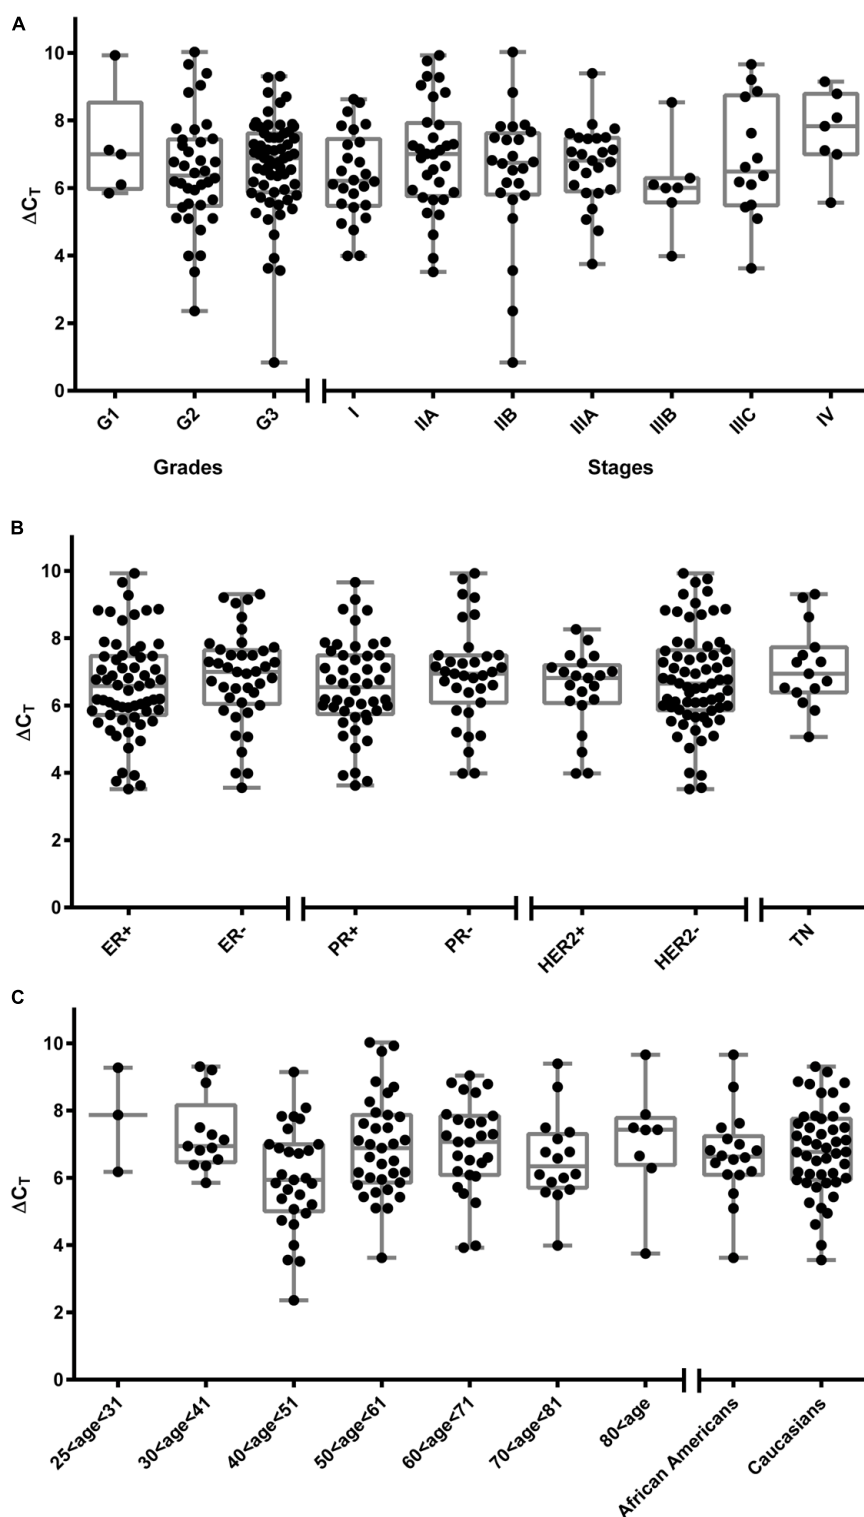 A
10
8
6
4
2
0
ΔCT
G1 G2 G3 I IIA IIB IIIA IIIB IIIC IV
Grades Stages
B
10
8
6
4
2
0
ΔCT
ER+ ER- PR+ PR- HER2+ HER2- TN
C
10
8
6
4
2
0
ΔCT
25<age<31 30<age<41 40<age<51 50<age<61 60<age<71 70<age<81 80<age African Americans Caucasians